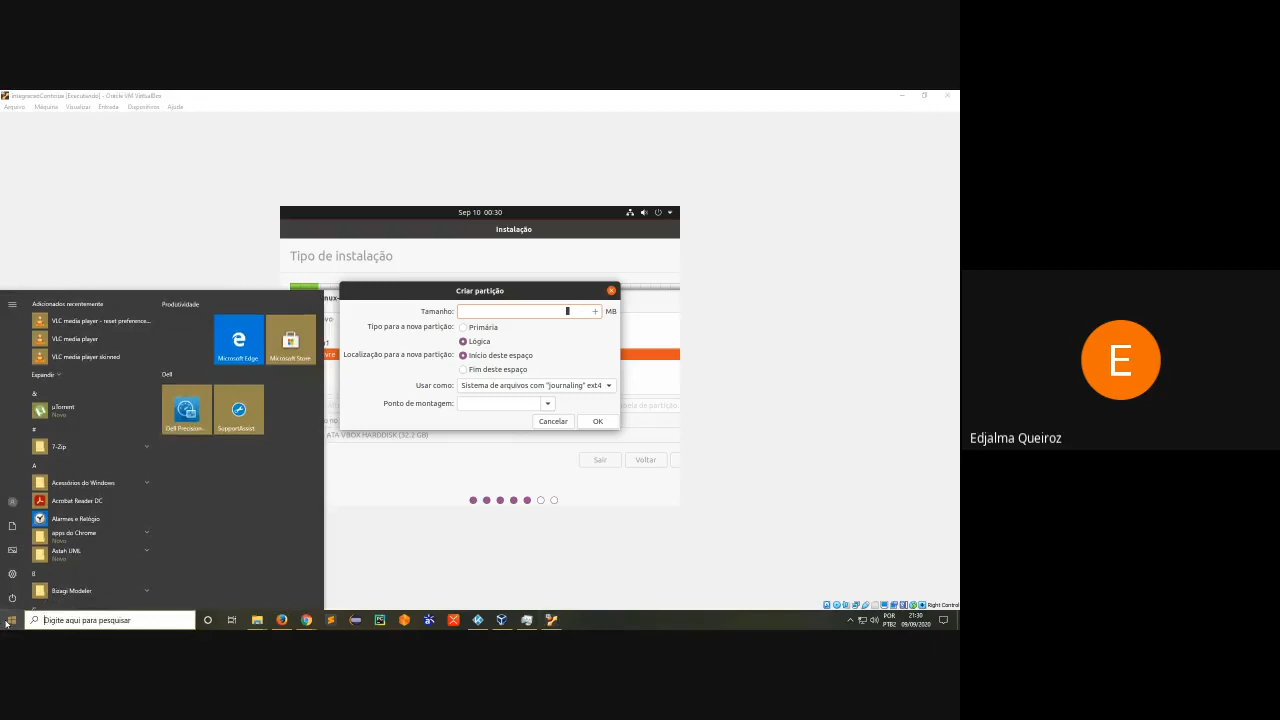 integracaoContinua [Executando] - Oracle VM VirtualBox
Arquivo Máquina Visualizar Entrada Dispositivos Ajuda
Sep 10 00:30
Instalação
Tipo de instalação
Criar partição
Tamanho: MB
Tipo para a nova partição: Primária
Lógica
Localização para a nova partição: Início deste espaço
Fim deste espaço
Usar como: Sistema de arquivos com "journaling" ext4
Ponto de montagem:
Cancelar OK
ATA VBOX HARDDISK (32.2 GB)
Sair Voltar
Adicionados recentemente
VLC media player - reset preference...
VLC media player
VLC media player skinned
Expandir
&
µTorrent
Novo
#
7-Zip
A
Acessórios do Windows
Acrobat Reader DC
Alarmes e Relógio
apps do Chrome
Novo
Astah UML
Novo
B
Bizagi Modeler
Produtividade
Microsoft Edge
Microsoft Store
Dell
Dell Precision...
SupportAssist
Right Control
Digite aqui para pesquisar
POR
PTB2
21:30
09/09/2020
E
Edjalma Queiroz